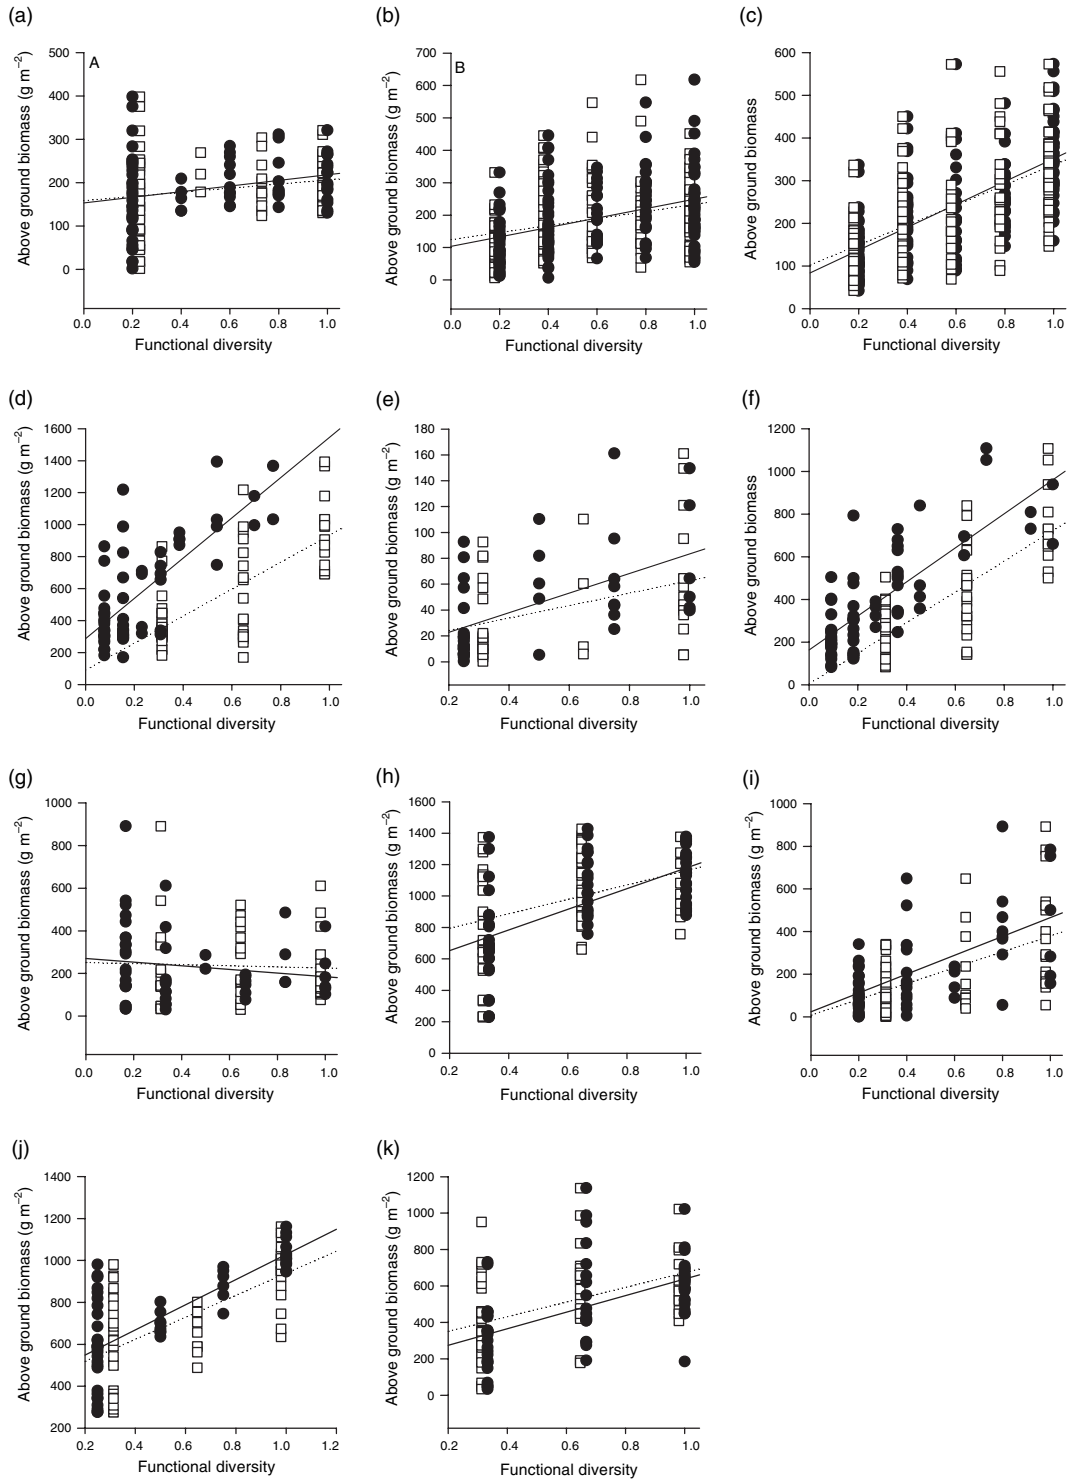 (a)
A
Above ground biomass (g m−2)
500
400
300
200
100
0
0.0 0.2 0.4 0.6 0.8 1.0
Functional diversity
(b)
B
Above ground biomass (g m−2)
700
600
500
400
300
200
100
0
0.0 0.2 0.4 0.6 0.8 1.0
Functional diversity
(c)
Above ground biomass
600
500
400
300
200
100
0
0.0 0.2 0.4 0.6 0.8 1.0
Functional diversity
(d)
Above ground biomass (g m−2)
1600
1400
1200
1000
800
600
400
200
0
0.0 0.2 0.4 0.6 0.8 1.0
Functional diversity
(e)
Above ground biomass (g m−2)
180
160
140
120
100
80
60
40
20
0
0.2 0.4 0.6 0.8 1.0
Functional diversity
(f)
Above ground biomass
1200
1000
800
600
400
200
0
0.0 0.2 0.4 0.6 0.8 1.0
Functional diversity
(g)
Above ground biomass (g m−2)
1000
800
600
400
200
0
0.0 0.2 0.4 0.6 0.8 1.0
Functional diversity
(h)
Above ground biomass (g m−2)
1600
1400
1200
1000
800
600
400
200
0
0.2 0.4 0.6 0.8 1.0
Functional diversity
(i)
Above ground biomass (g m−2)
1000
800
600
400
200
0
0.0 0.2 0.4 0.6 0.8 1.0
Functional diversity
(j)
Above ground biomass (g m−2)
1400
1200
1000
800
600
400
200
0.2 0.4 0.6 0.8 1.0 1.2
Functional diversity
(k)
Above ground biomass (g m−2)
1200
1000
800
600
400
200
0
0.2 0.4 0.6 0.8 1.0
Functional diversity